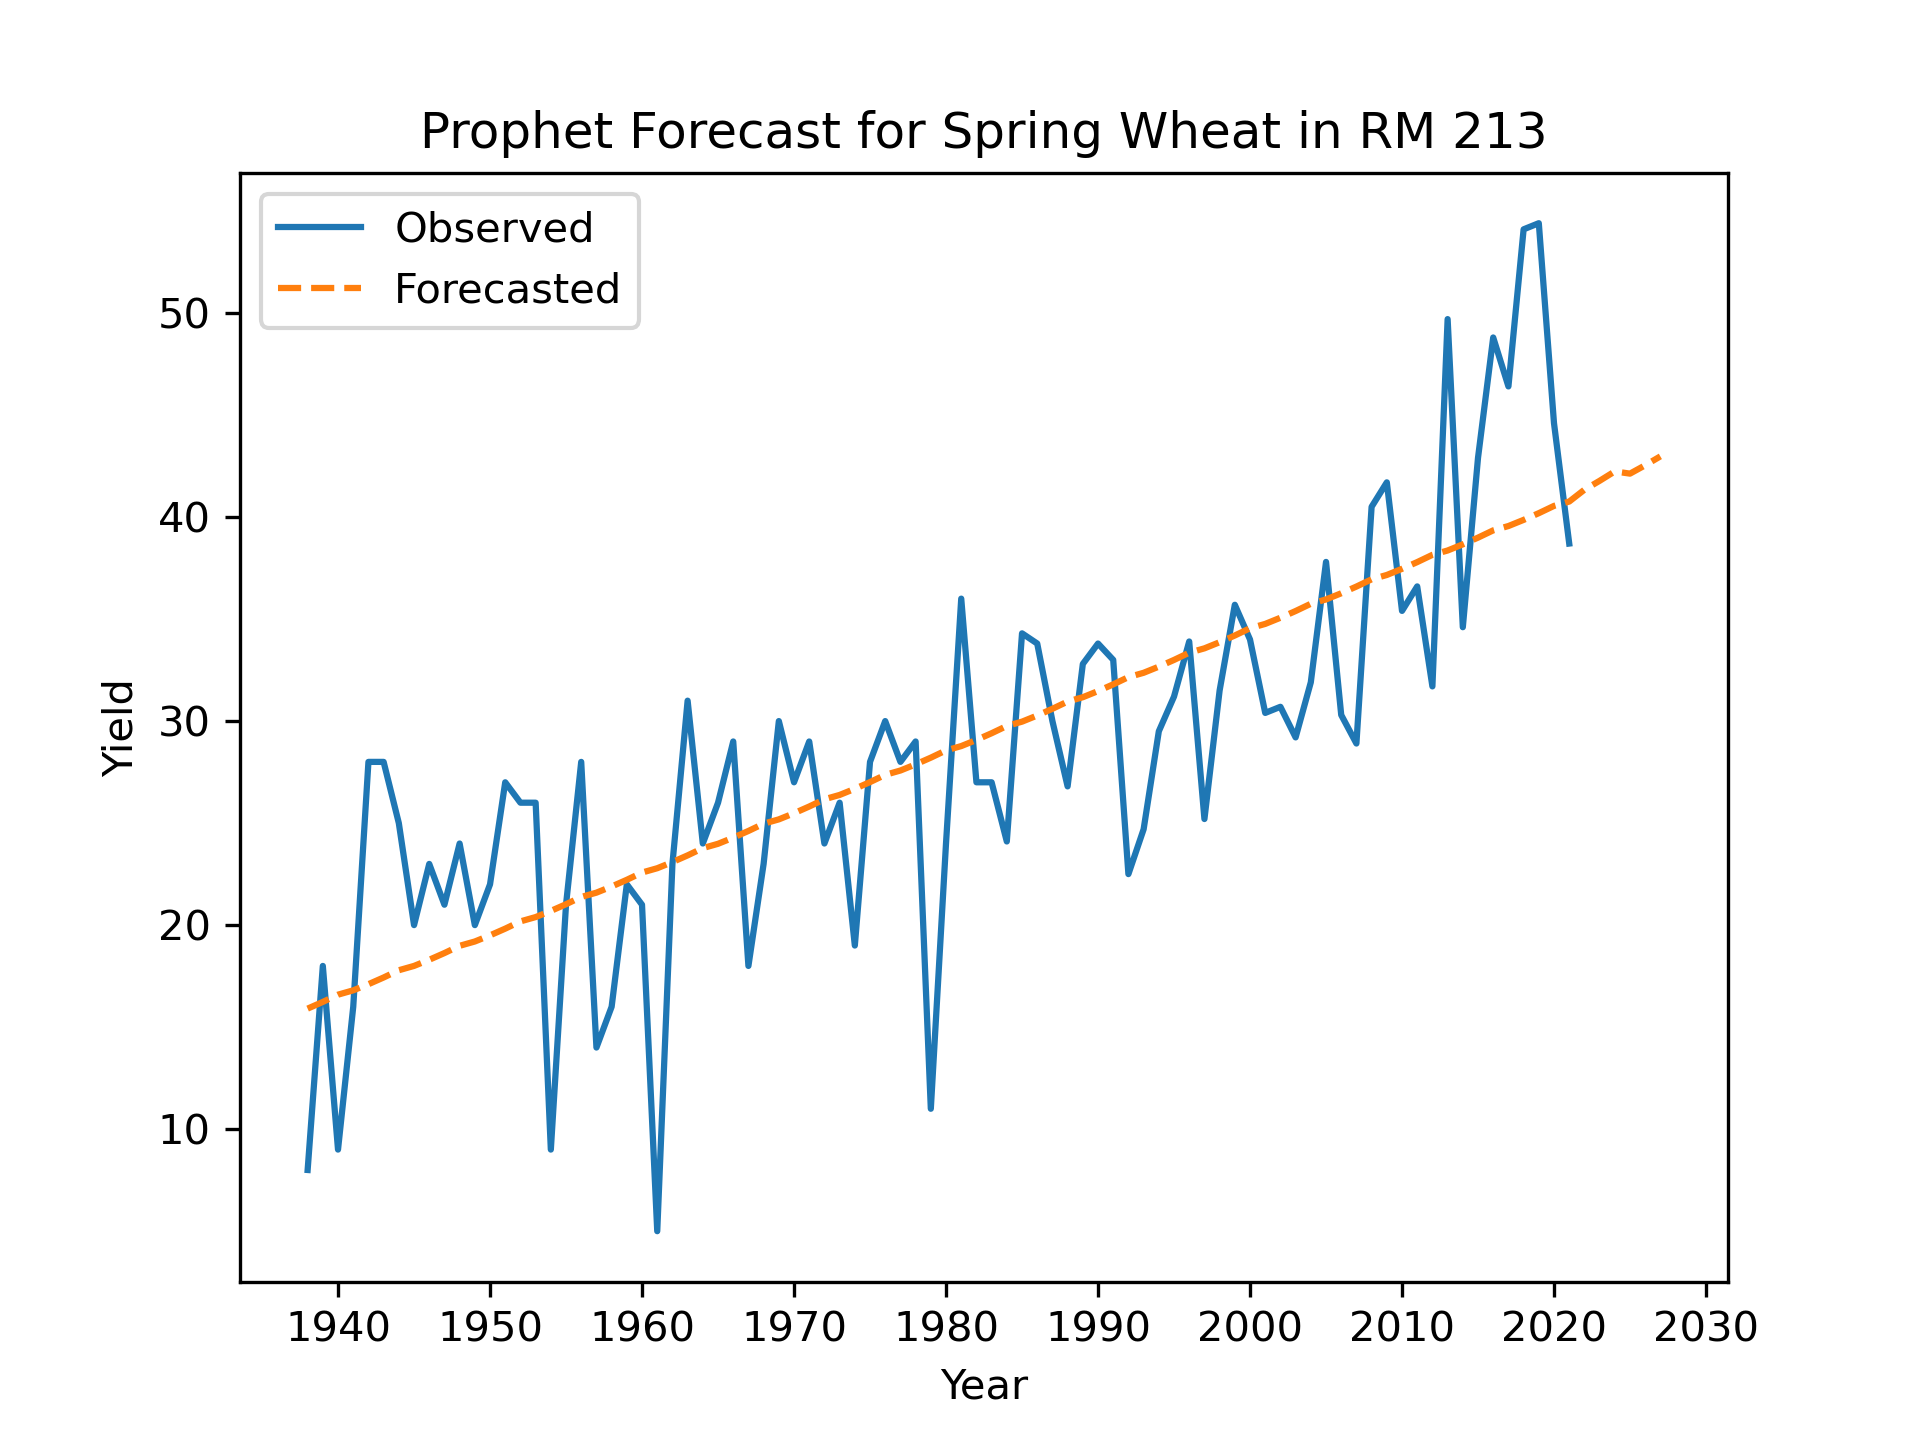 Prophet Forecast for Spring Wheat in RM 213
Observed
Forecasted
50
40
30
20
10
Yield
1940 1950 1960 1970 1980 1990 2000 2010 2020 2030
Year